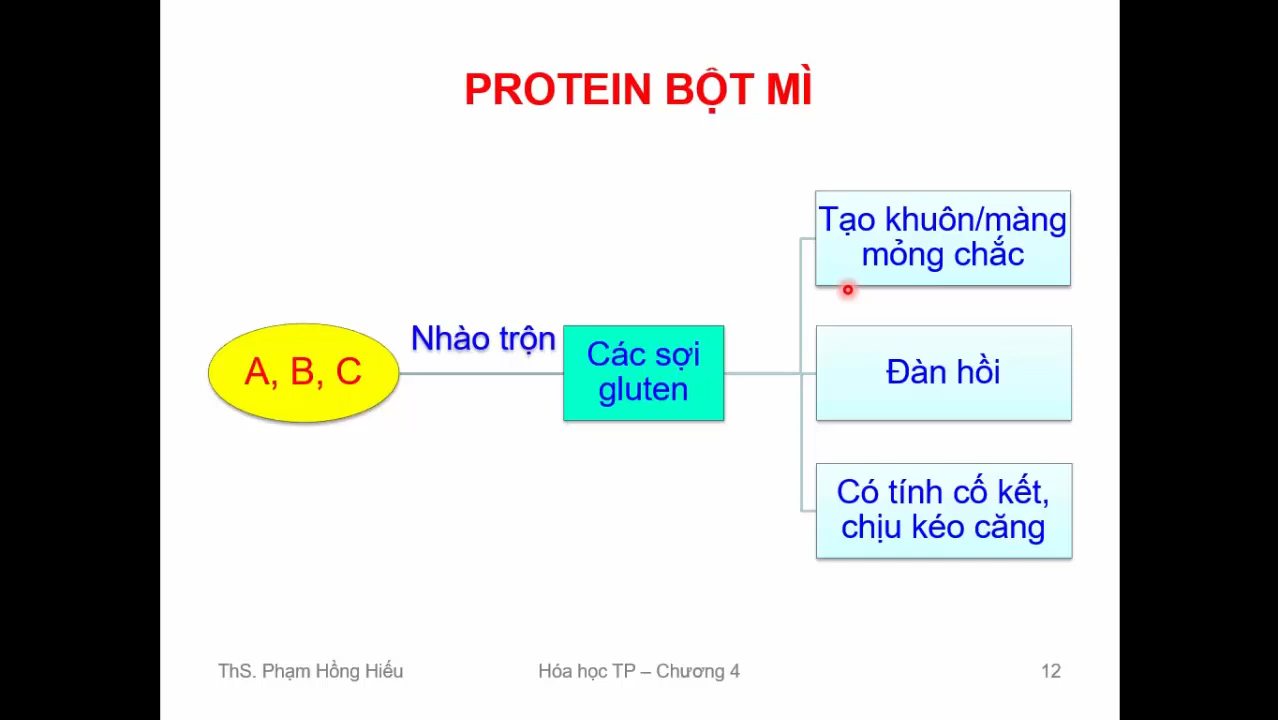 PROTEIN BỘT MÌ
Tạo khuôn/màng
mỏng chắc
A, B, C
Nhào trộn
Các sợi
gluten
Đàn hồi
Có tính cố kết,
chịu kéo căng
ThS. Phạm Hồng Hiếu
Hóa học TP – Chương 4
12